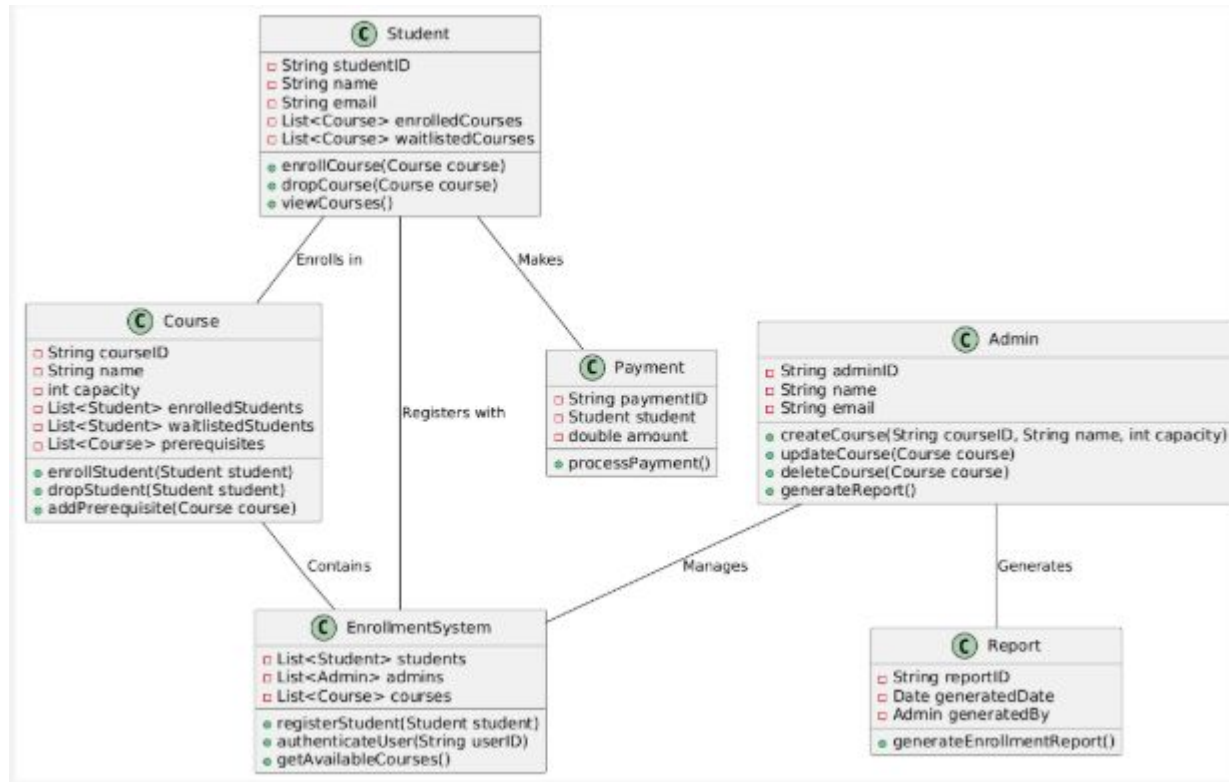 C Student
String studentID
String name
String email
List<Course> enrolledCourses
List<Course> waitlistedCourses
enrollCourse(Course course)
dropCourse(Course course)
viewCourses()
Enrolls in
Makes
Registers with
C Course
String courseID
String name
int capacity
List<Student> enrolledStudents
List<Student> waitlistedStudents
List<Course> prerequisites
enrollStudent(Student student)
dropStudent(Student student)
addPrerequisite(Course course)
C Payment
String paymentID
Student student
double amount
processPayment()
C Admin
String adminID
String name
String email
createCourse(String courseID, String name, int capacity)
updateCourse(Course course)
deleteCourse(Course course)
generateReport()
Contains
Manages
Generates
C EnrollmentSystem
List<Student> students
List<Admin> admins
List<Course> courses
registerStudent(Student student)
authenticateUser(String userID)
getAvailableCourses()
C Report
String reportID
Date generatedDate
Admin generatedBy
generateEnrollmentReport()